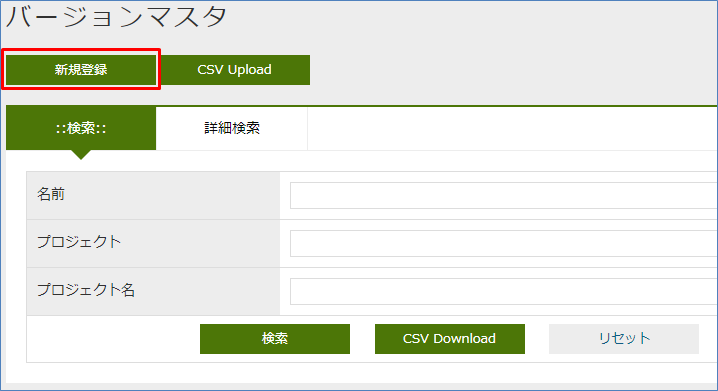 バージョンマスタ
新規登録 CSV Upload
::検索:: 詳細検索
名前
プロジェクト
プロジェクト名
検索 CSV Download リセット